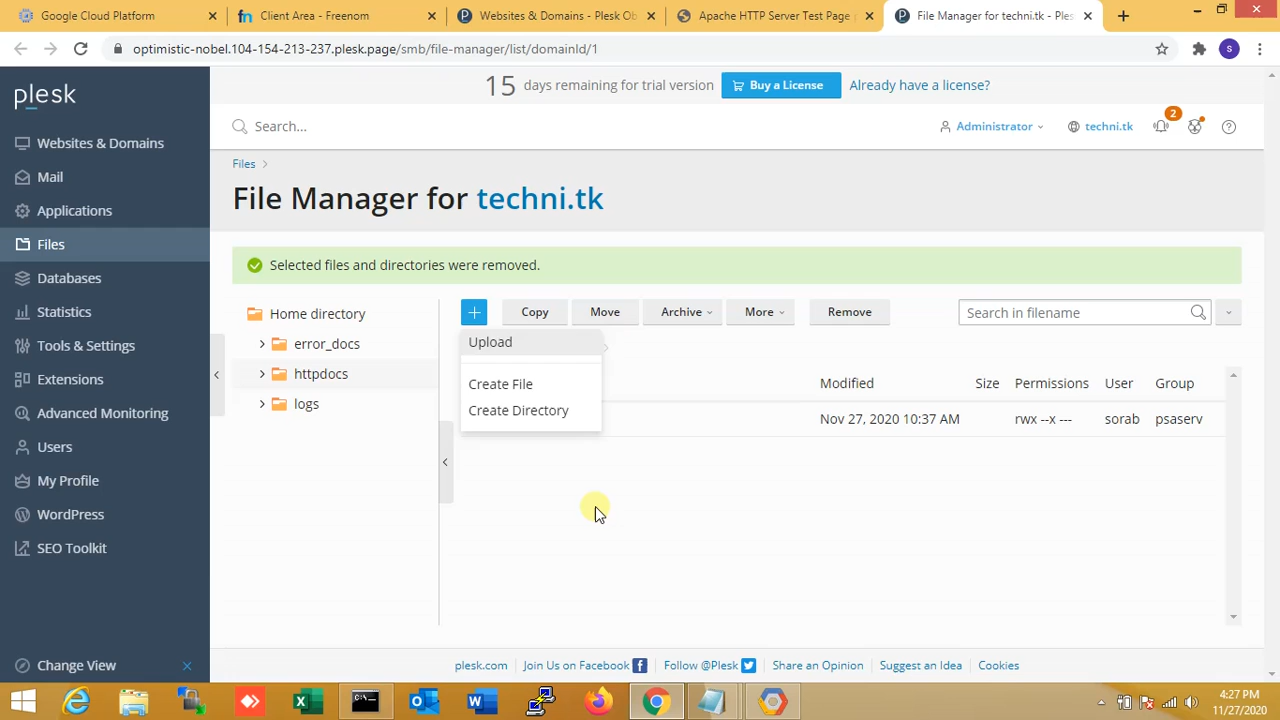 Google Cloud Platform
Client Area - Freenom
Websites & Domains - Plesk Ob
Apache HTTP Server Test Page
File Manager for techni.tk - Ples
optimistic-nobel.104-154-213-237.plesk.page/smb/file-manager/list/domainId/1
S
plesk
15 days remaining for trial version
Buy a License
Already have a license?
Search...
Administrator
techni.tk
2
Websites & Domains
Mail
Applications
Files
Databases
Statistics
Tools & Settings
Extensions
Advanced Monitoring
Users
My Profile
WordPress
SEO Toolkit
Change View
Files
File Manager for techni.tk
Selected files and directories were removed.
Home directory
error_docs
httpdocs
logs
Copy
Move
Archive
More
Remove
Search in filename
Upload
Create File
Create Directory
Modified
Size
Permissions
User
Group
Nov 27, 2020 10:37 AM
rwx --x ---
sorab
psaserv
plesk.com
Join Us on Facebook
Follow @Plesk
Share an Opinion
Suggest an Idea
Cookies
4:27 PM
11/27/2020